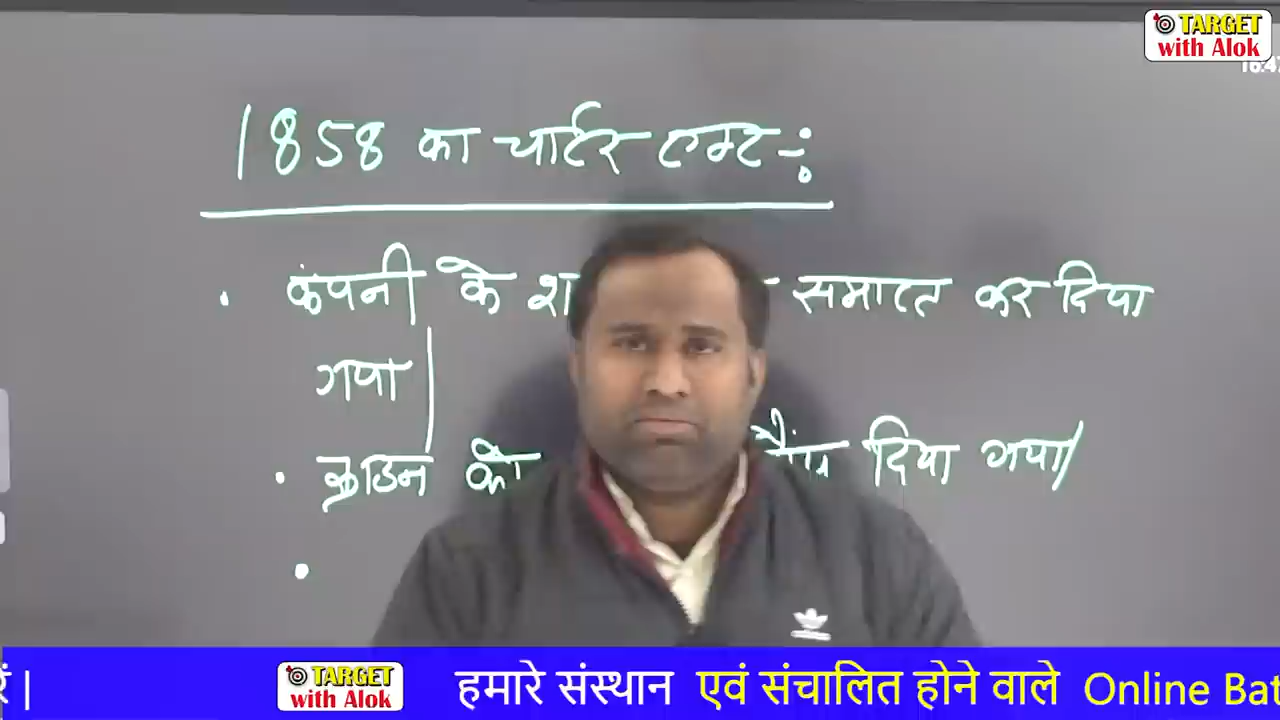 TARGET
with Alok
1858 का चार्टर एक्ट -:
• कंपनी के समाप्त कर दिया
गया|
• क्राउन को दिया गया|
•
TARGET
with Alok
हमारे संस्थान एवं संचालित होने वाले Online Bat